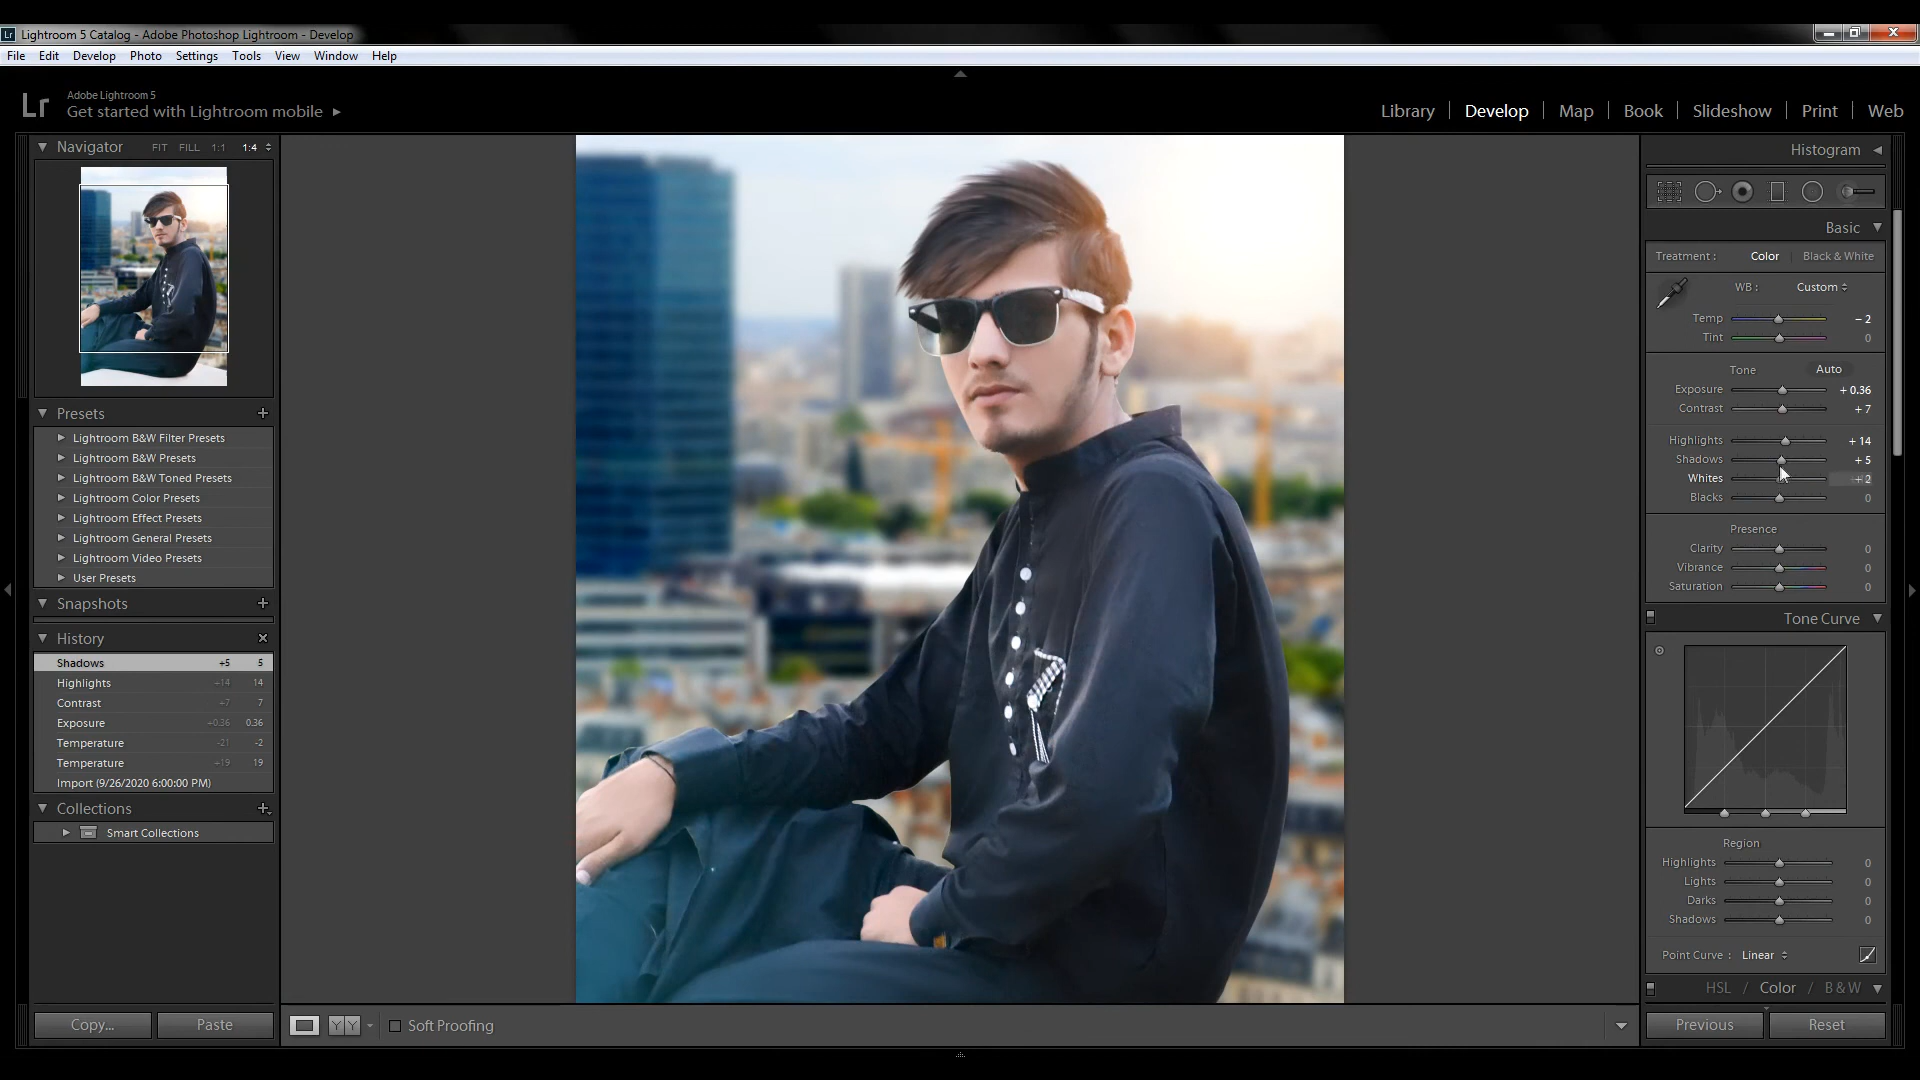 Lr Lightroom 5 Catalog - Adobe Photoshop Lightroom - Develop
File Edit Develop Photo Settings Tools View Window Help
Lr Adobe Lightroom 5
Get started with Lightroom mobile
Library Develop Map Book Slideshow Print Web
Navigator FIT FILL 1:1 1:4
Presets
Lightroom B&W Filter Presets
Lightroom B&W Presets
Lightroom B&W Toned Presets
Lightroom Color Presets
Lightroom Effect Presets
Lightroom General Presets
Lightroom Video Presets
User Presets
Snapshots
History
Shadows +5 5
Highlights +14 14
Contrast +7 7
Exposure +0.36 0.36
Temperature -21 -2
Temperature +19 19
Import (9/26/2020 6:00:00 PM)
Collections
Smart Collections
Copy... Paste
YY Soft Proofing
Histogram
Basic
Treatment : Color Black & White
WB : Custom
Temp - 2
Tint 0
Tone Auto
Exposure + 0.36
Contrast + 7
Highlights + 14
Shadows + 5
Whites + 2
Blacks 0
Presence
Clarity 0
Vibrance 0
Saturation 0
Tone Curve
Region
Highlights 0
Lights 0
Darks 0
Shadows 0
Point Curve : Linear
HSL / Color / B & W
Previous Reset